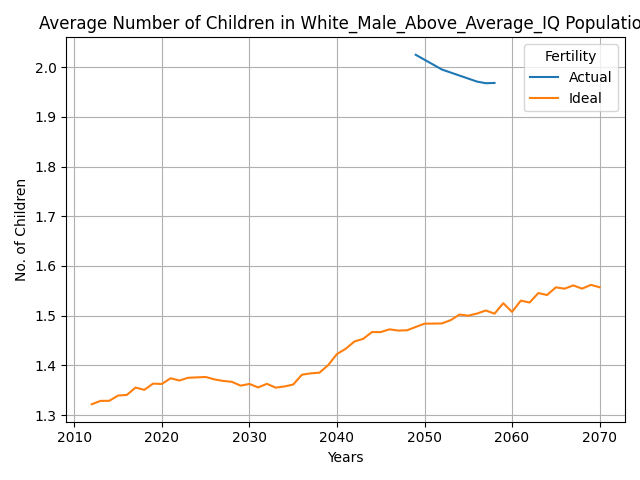 Average Number of Children in White_Male_Above_Average_IQ Populatio
Fertility
Actual
Ideal
2.0
1.9
1.8
1.7
1.6
1.5
1.4
1.3
No. of Children
2010 2020 2030 2040 2050 2060 2070
Years